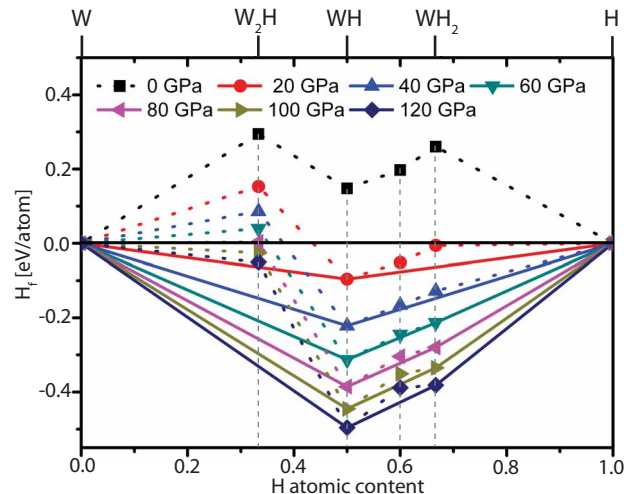 W W₂H WH WH₂ H
0 GPa 20 GPa 40 GPa 60 GPa
80 GPa 100 GPa 120 GPa
0.4
0.2
0.0
-0.2
-0.4
H_f [eV/atom]
0.0 0.2 0.4 0.6 0.8 1.0
H atomic content